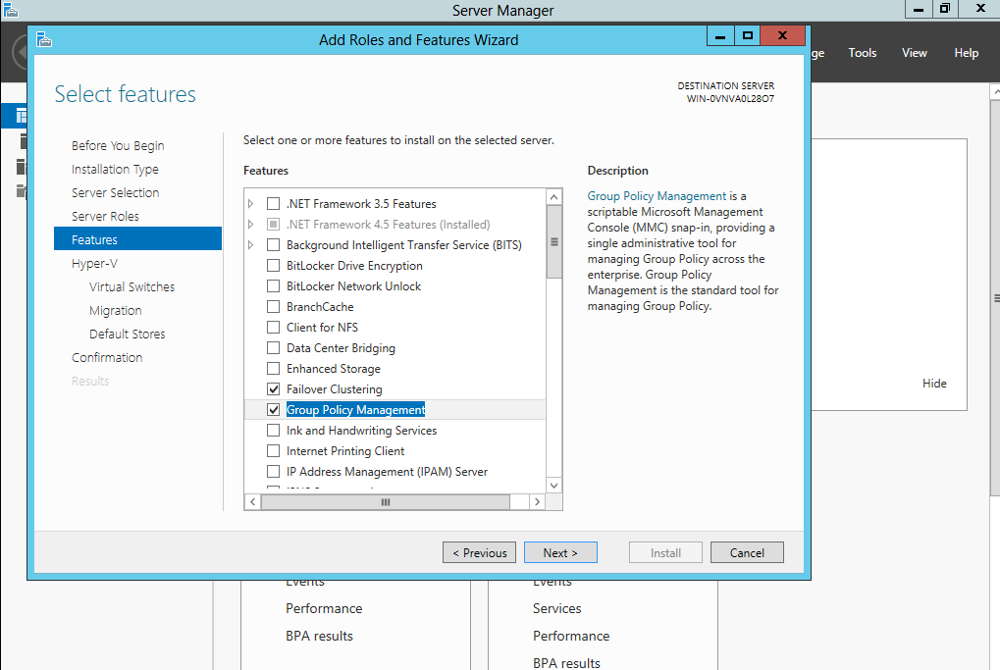 Server Manager
Add Roles and Features Wizard
Tools
View
Help
Select features
DESTINATION SERVER
WIN-0VNVA0L28O7
Before You Begin
Installation Type
Server Selection
Server Roles
Features
Hyper-V
Virtual Switches
Migration
Default Stores
Confirmation
Results
Select one or more features to install on the selected server.
Features
.NET Framework 3.5 Features
.NET Framework 4.5 Features (Installed)
Background Intelligent Transfer Service (BITS)
BitLocker Drive Encryption
BitLocker Network Unlock
BranchCache
Client for NFS
Data Center Bridging
Enhanced Storage
Failover Clustering
Group Policy Management
Ink and Handwriting Services
Internet Printing Client
IP Address Management (IPAM) Server
Description
Group Policy Management is a
scriptable Microsoft Management
Console (MMC) snap-in, providing a
single administrative tool for
managing Group Policy across the
enterprise. Group Policy
Management is the standard tool for
managing Group Policy.
Hide
< Previous
Next >
Install
Cancel
Events
Performance
BPA results
Events
Services
Performance
BPA results